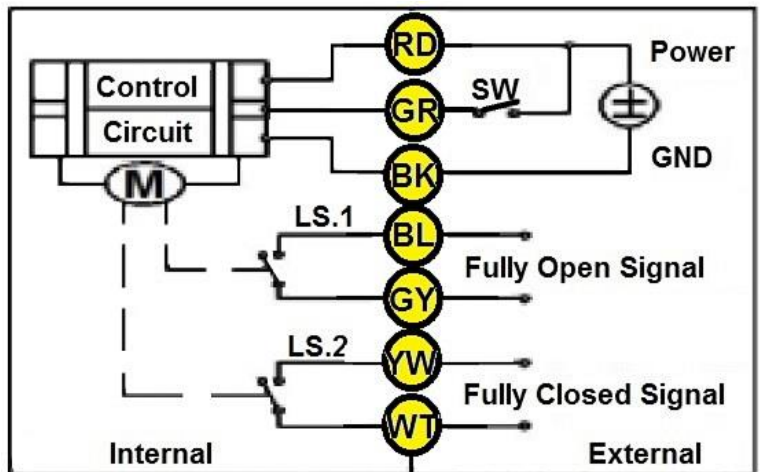 RD
Power
Control
SW
GR
Circuit
GND
BK
M
LS.1
BL
Fully Open Signal
GY
LS.2
YW
Fully Closed Signal
WT
Internal
External